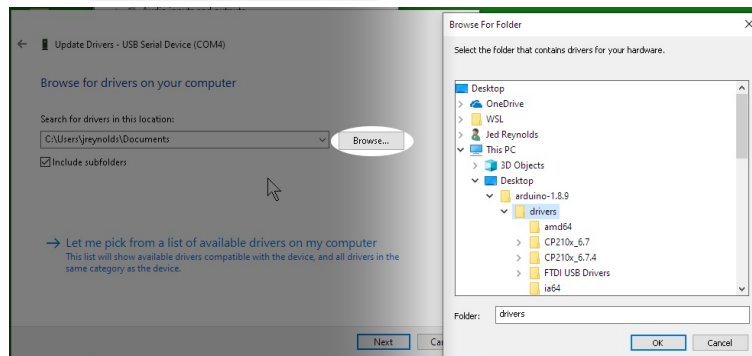 Audio inputs and outputs
Update Drivers - USB Serial Device (COM4)
Browse for drivers on your computer
Search for drivers in this location:
C:\Users\jreynolds\Documents
Browse...
Include subfolders
Let me pick from a list of available drivers on my computer
This list will show available drivers compatible with the device, and all drivers in the
same category as the device.
Next
Can
Browse For Folder
Select the folder that contains drivers for your hardware.
Desktop
OneDrive
WSL
Jed Reynolds
This PC
3D Objects
Desktop
arduino-1.8.9
drivers
amd64
CP210x_6.7
CP210x_6.7.4
FTDI USB Drivers
ia64
Folder:
drivers
OK
Cancel